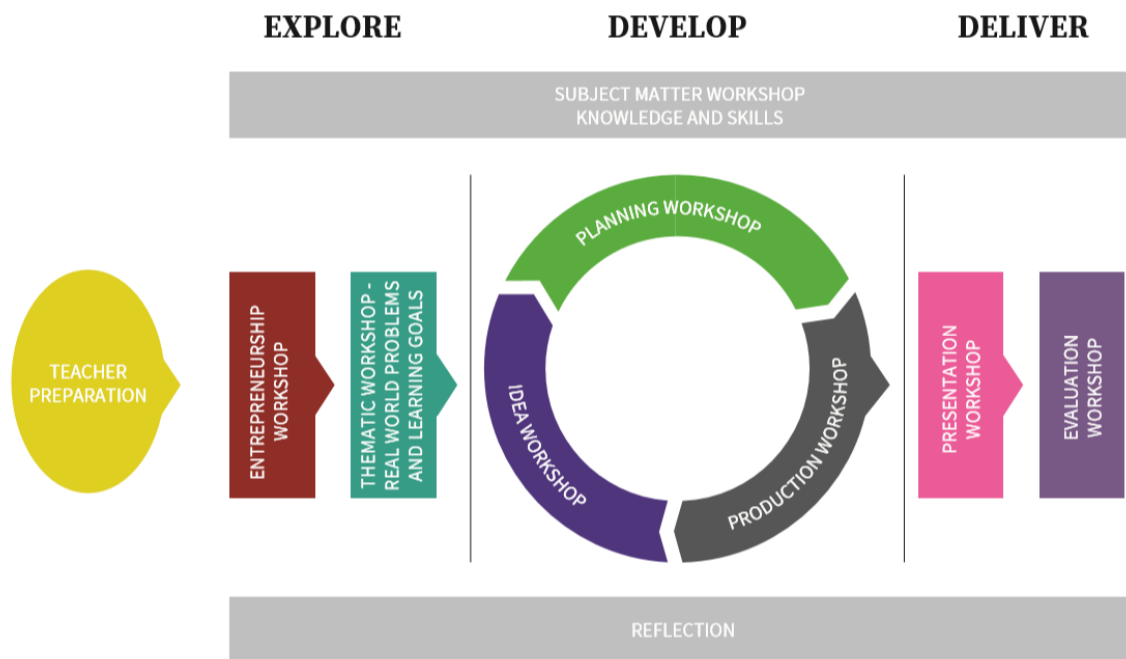 EXPLORE
DEVELOP
DELIVER
SUBJECT MATTER WORKSHOP
KNOWLEDGE AND SKILLS
TEACHER
PREPARATION
ENTREPRENEURSHIP
WORKSHOP
THEMATIC WORKSHOP -
REAL WORLD PROBLEMS
AND LEARNING GOALS
IDEA WORKSHOP
PLANNING WORKSHOP
PRODUCTION WORKSHOP
PRESENTATION
WORKSHOP
EVALUATION
WORKSHOP
REFLECTION